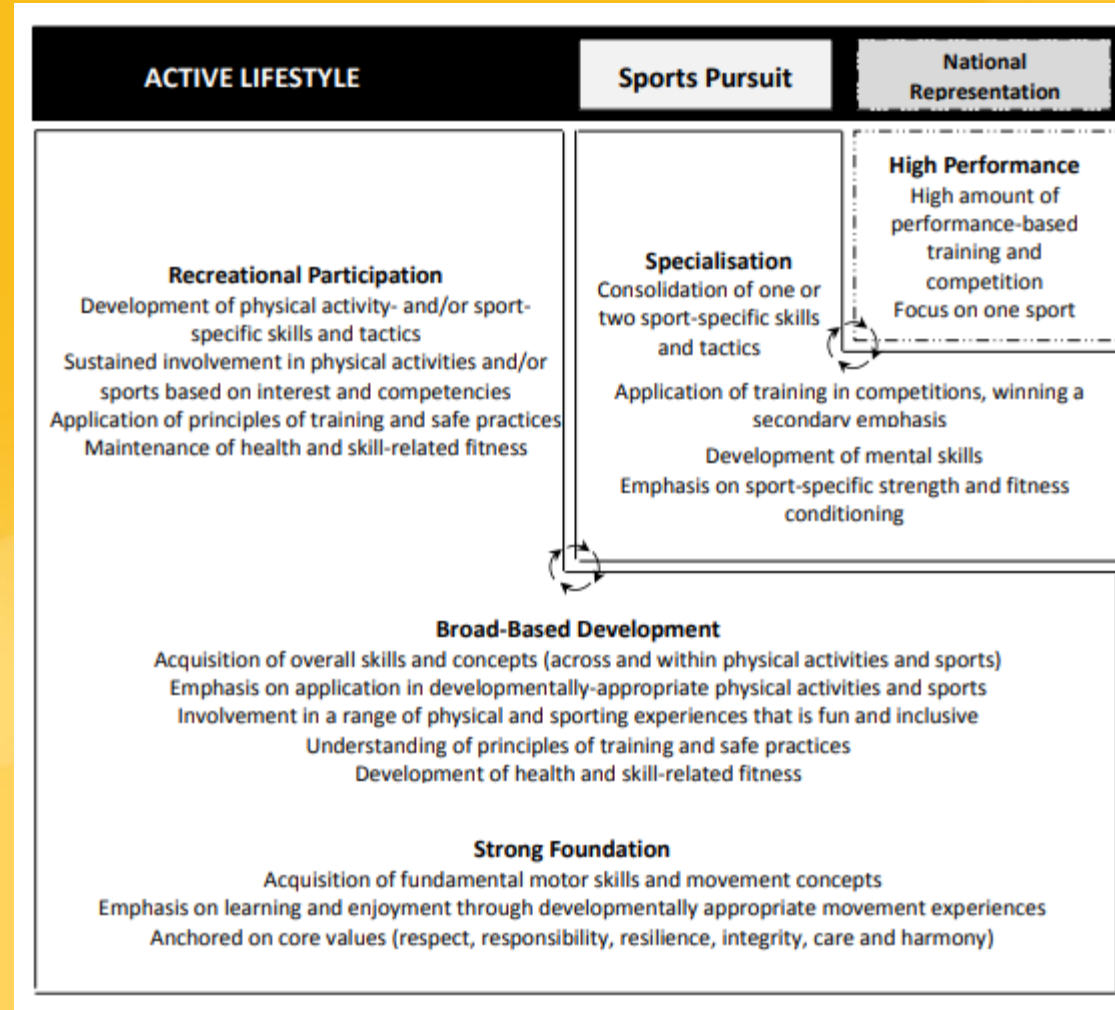 ACTIVE LIFESTYLE
Sports Pursuit
National
Representation
High Performance
High amount of
performance-based
training and
competition
Focus on one sport
Recreational Participation
Development of physical activity- and/or sport-
specific skills and tactics
Sustained involvement in physical activities and/or
sports based on interest and competencies
Application of principles of training and safe practices
Maintenance of health and skill-related fitness
Specialisation
Consolidation of one or
two sport-specific skills
and tactics
Application of training in competitions, winning a
secondary emphasis
Development of mental skills
Emphasis on sport-specific strength and fitness
conditioning
Broad-Based Development
Acquisition of overall skills and concepts (across and within physical activities and sports)
Emphasis on application in developmentally-appropriate physical activities and sports
Involvement in a range of physical and sporting experiences that is fun and inclusive
Understanding of principles of training and safe practices
Development of health and skill-related fitness
Strong Foundation
Acquisition of fundamental motor skills and movement concepts
Emphasis on learning and enjoyment through developmentally appropriate movement experiences
Anchored on core values (respect, responsibility, resilience, integrity, care and harmony)